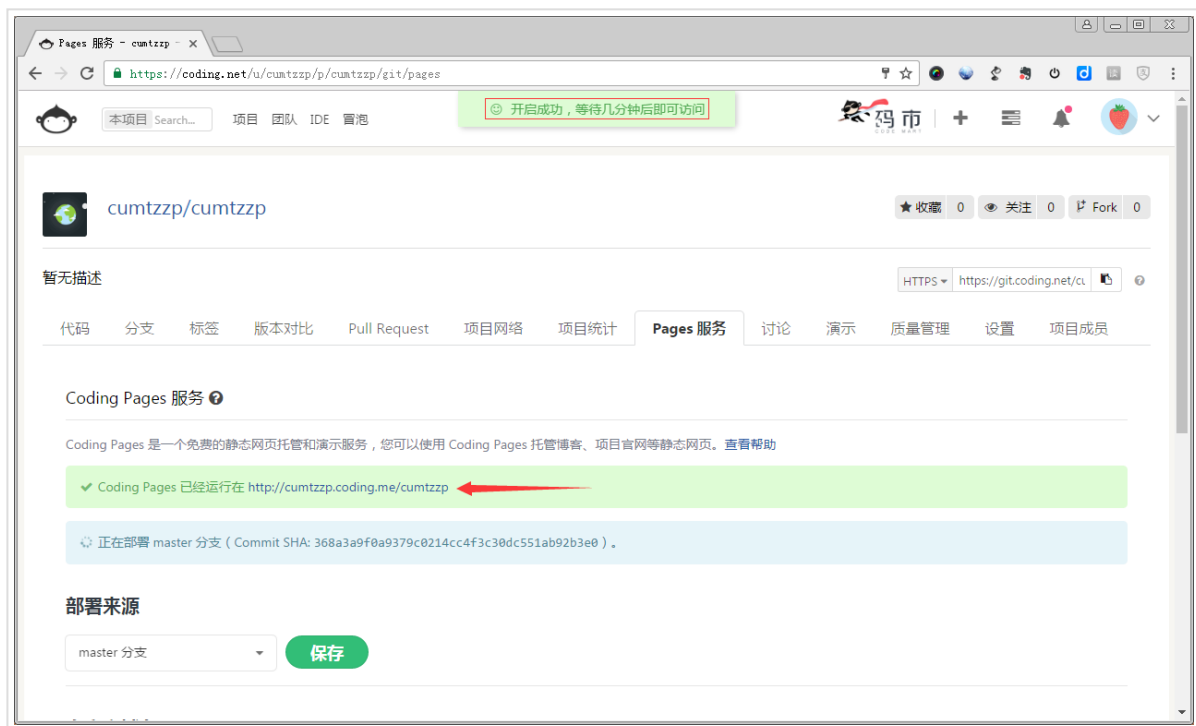 Pages 服务 - cumtzzp -
https://coding.net/u/cumtzzp/p/cumtzzp/git/pages
本项目 Search...
项目 团队 IDE 冒泡
开启成功，等待几分钟后即可访问
码市
CODE MART
cumtzzp/cumtzzp
收藏 0 关注 0 Fork 0
暂无描述
HTTPS https://git.coding.net/cu
代码 分支 标签 版本对比 Pull Request 项目网络 项目统计 Pages 服务 讨论 演示 质量管理 设置 项目成员
Coding Pages 服务
Coding Pages 是一个免费的静态网页托管和演示服务，您可以使用 Coding Pages 托管博客、项目官网等静态网页。查看帮助
Coding Pages 已经运行在 http://cumtzzp.coding.me/cumtzzp
正在部署 master 分支 ( Commit SHA: 368a3a9f0a9379c0214cc4f3c30dc551ab92b3e0 ) 。
部署来源
master 分支
保存